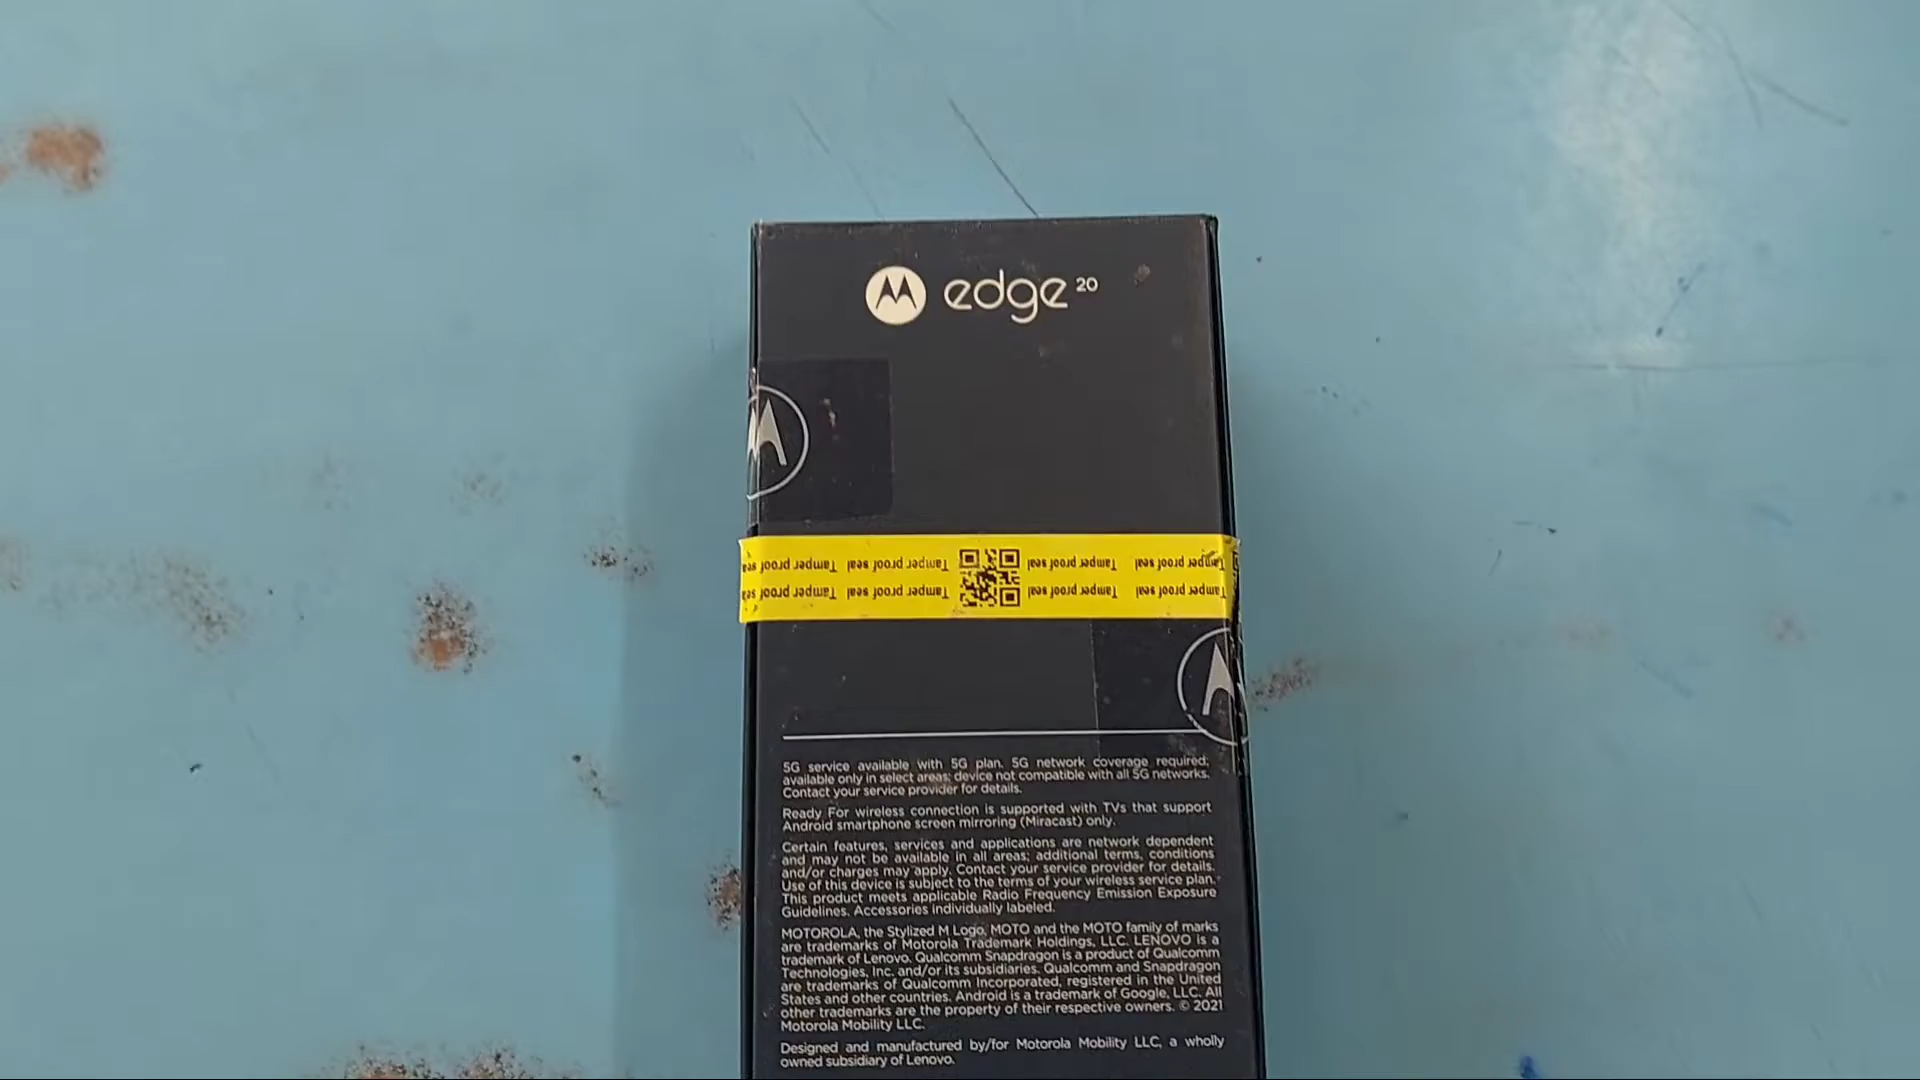 edge 20
Tamper proof seal Tamper proof seal Tamper proof seal Tamper proof seal
Tamper proof seal Tamper proof seal Tamper proof seal Tamper proof seal
5G service available with 5G plan. 5G network coverage required;
available only in select areas; device not compatible with all 5G networks.
Contact your service provider for details.
Ready For wireless connection is supported with TVs that support
Android smartphone screen mirroring (Miracast) only.
Certain features, services and applications are network dependent
and may not be available in all areas; additional terms, conditions
and/or charges may apply. Contact your service provider for details.
Use of this device is subject to the terms of your wireless service plan.
This product meets applicable Radio Frequency Emission Exposure
Guidelines. Accessories individually labeled.
MOTOROLA, the Stylized M Logo, MOTO and the MOTO family of marks
are trademarks of Motorola Trademark Holdings, LLC. LENOVO is a
trademark of Lenovo. Qualcomm Snapdragon is a product of Qualcomm
Technologies, Inc. and/or its subsidiaries. Qualcomm and Snapdragon
are trademarks of Qualcomm Incorporated, registered in the United
States and other countries. Android is a trademark of Google, LLC. All
other trademarks are the property of their respective owners. © 2021
Motorola Mobility LLC.
Designed and manufactured by/for Motorola Mobility LLC, a wholly
owned subsidiary of Lenovo.